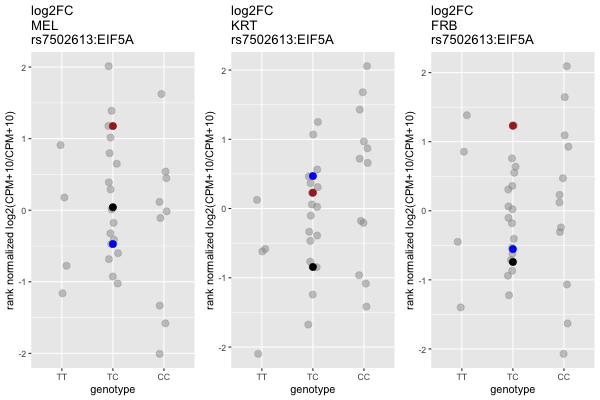 log2FC
MEL
rs7502613:EIF5A
rank normalized log2(CPM+10/CPM+10)
2
1
0
-1
-2
TT
TC
CC
genotype
log2FC
KRT
rs7502613:EIF5A
rank normalized log2(CPM+10/CPM+10)
2
1
0
-1
-2
TT
TC
CC
genotype
log2FC
FRB
rs7502613:EIF5A
rank normalized log2(CPM+10/CPM+10)
2
1
0
-1
-2
TT
TC
CC
genotype